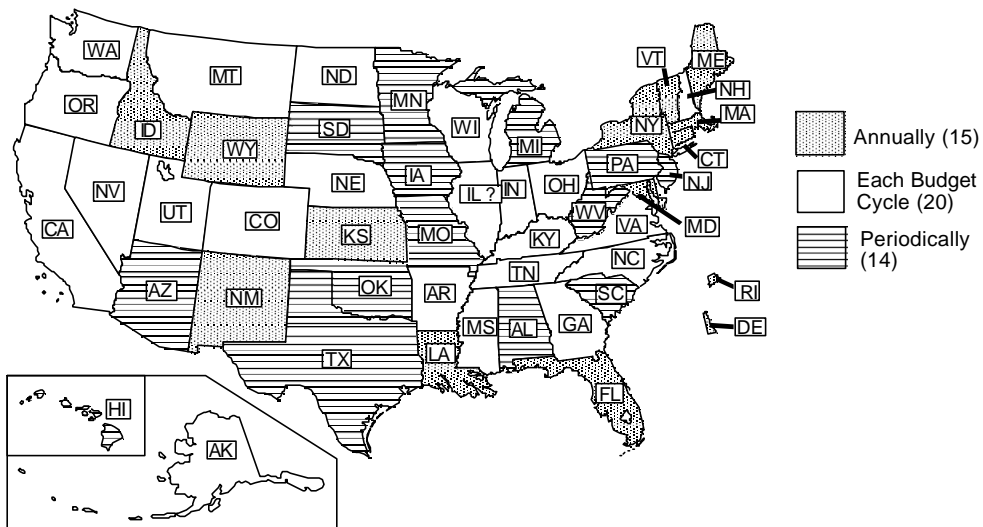 WA
MT
ND
MN
VT
ME
NH
MA
OR
ID
WY
SD
WI
MI
NY
CT
NJ
PA
NV
UT
CO
NE
IA
IL ?
IN
OH
WV
MD
VA
CA
KS
MO
KY
NC
AZ
NM
OK
AR
TN
SC
RI
DE
TX
LA
MS
AL
GA
FL
HI
AK
Annually (15)
Each Budget
Cycle (20)
Periodically
(14)